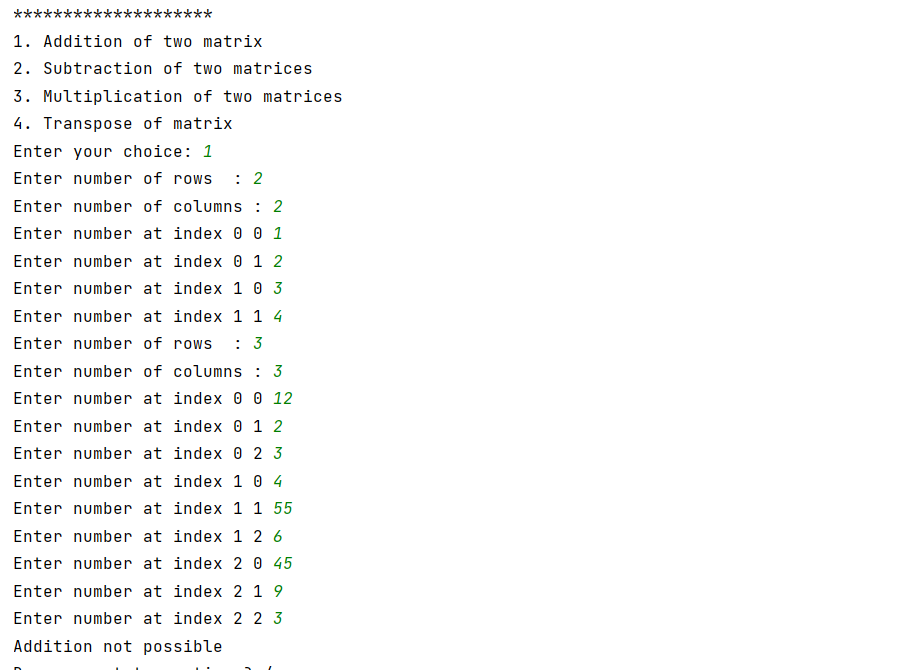 ********************
1. Addition of two matrix
2. Subtraction of two matrices
3. Multiplication of two matrices
4. Transpose of matrix
Enter your choice: 1
Enter number of rows  : 2
Enter number of columns : 2
Enter number at index 0 0 1
Enter number at index 0 1 2
Enter number at index 1 0 3
Enter number at index 1 1 4
Enter number of rows  : 3
Enter number of columns : 3
Enter number at index 0 0 12
Enter number at index 0 1 2
Enter number at index 0 2 3
Enter number at index 1 0 4
Enter number at index 1 1 55
Enter number at index 1 2 6
Enter number at index 2 0 45
Enter number at index 2 1 9
Enter number at index 2 2 3
Addition not possible